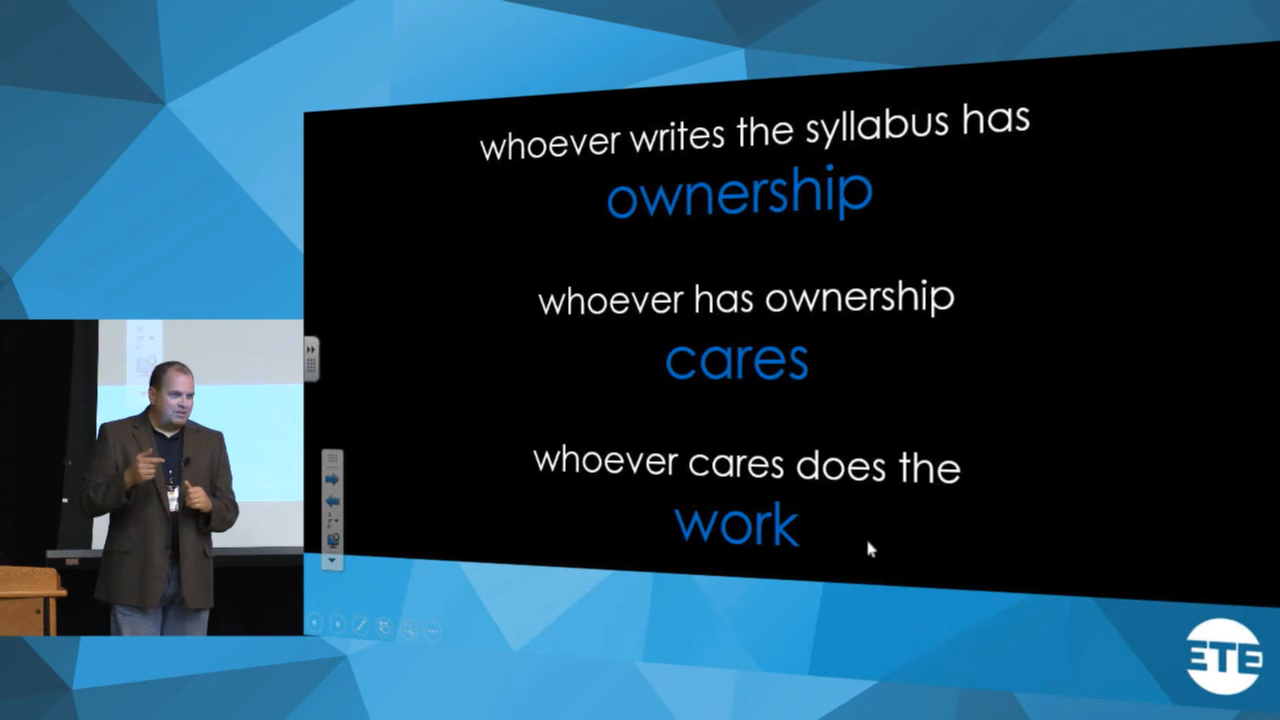 whoever writes the syllabus has
ownership
whoever has ownership
cares
whoever cares does the
work
ETE